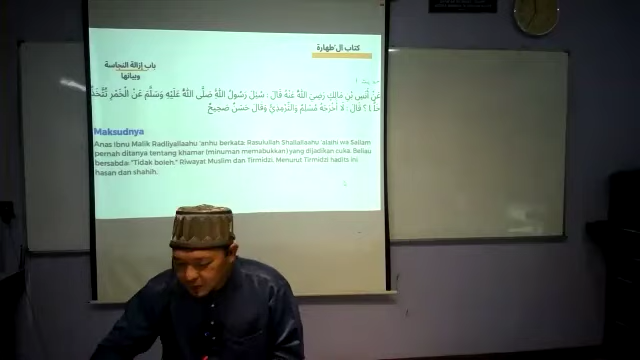 كتاب الطهارة
باب إزالة النجاسة
وبيانها
عَنْ أَنَسِ بْنِ مَالِكٍ رَضِيَ اللَّهُ عَنْهُ قَالَ : سُئِلَ رَسُولُ اللَّهِ صَلَّى اللَّهُ عَلَيْهِ وَسَلَّمَ عَنْ الْخَمْرِ تُتَّخَذُ
خَلًّا ؟ قَالَ : لَا أَخْرَجَهُ مُسْلِمٌ وَالتِّرْمِذِيُّ وَقَالَ حَسَنٌ صَحِيحٌ
Maksudnya
Anas Ibnu Malik Radliyallaahu 'anhu berkata: Rasulullah Shallallaahu 'alaihi wa Sallam
pernah ditanya tentang khamar (minuman memabukkan) yang dijadikan cuka. Beliau
bersabda: "Tidak boleh." Riwayat Muslim dan Tirmidzi. Menurut Tirmidzi hadits ini
hasan dan shahih.